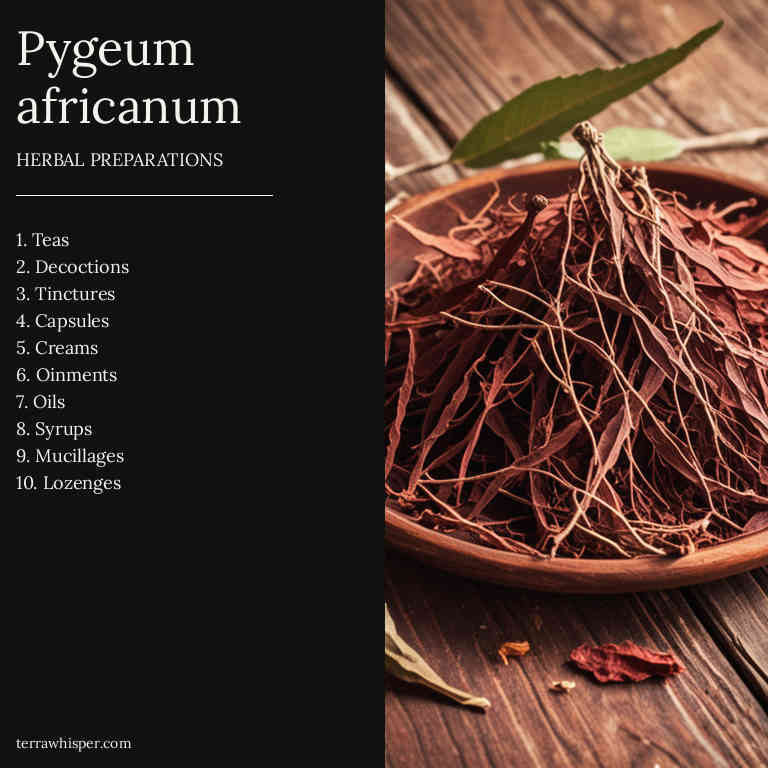 Pygeum
africanum
HERBAL PREPARATIONS
1. Teas
2. Decoctions
3. Tinctures
4. Capsules
5. Creams
6. Oinments
7. Oils
8. Syrups
9. Mucillages
10. Lozenges
terrawhisper.com